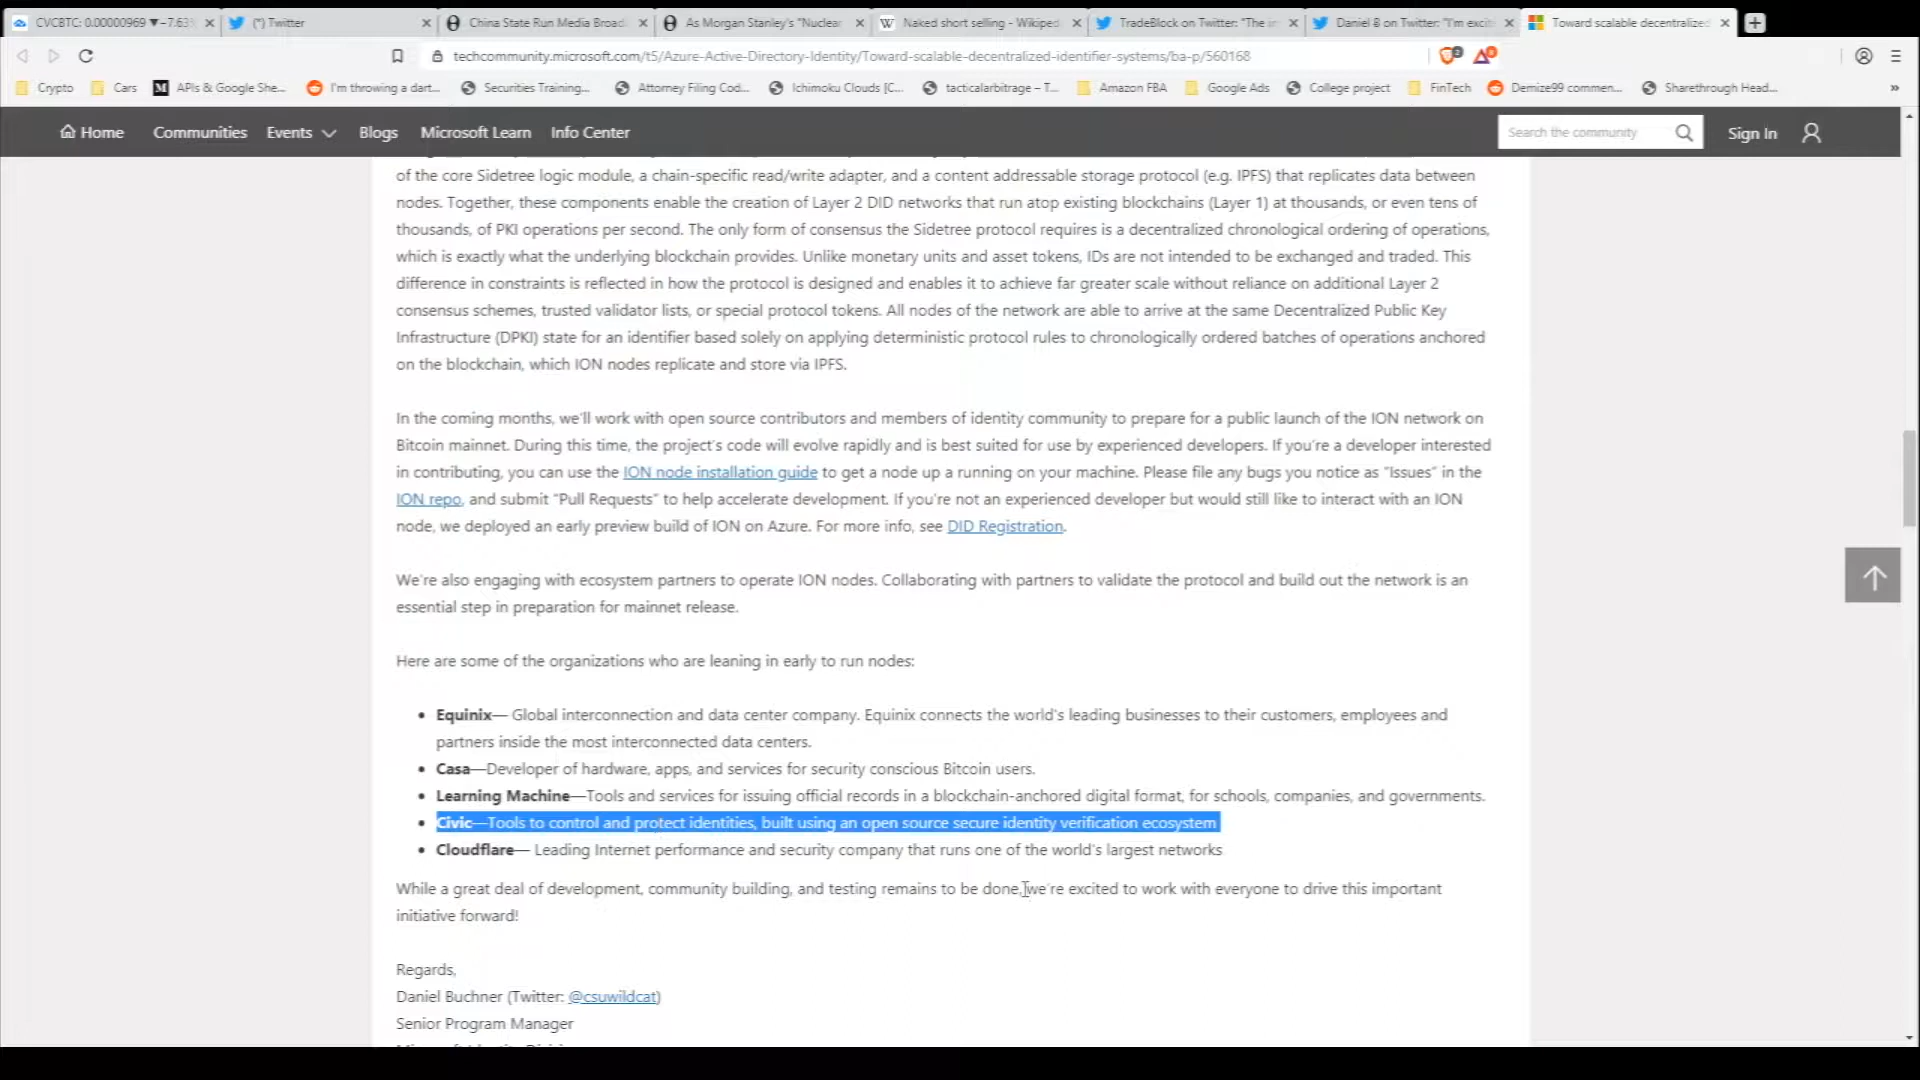 CVCBTC: 0.00000969 ▼−7.63%
(*) Twitter
China State Run Media Broad
As Morgan Stanley's "Nuclear
Naked short selling - Wikiped
TradeBlock on Twitter: "The
Daniel B on Twitter: "I'm excit
Toward scalable decentralized
techcommunity.microsoft.com/t5/Azure-Active-Directory-Identity/Toward-scalable-decentralized-identifier-systems/ba-p/560168
Crypto
Cars
APIs & Google She...
I'm throwing a dart...
Securities Training...
Attorney Filing Cod...
Ichimoku Clouds [C...
tacticalarbitrage – T...
Amazon FBA
Google Ads
College project
FinTech
Demize99 commen...
Sharethrough Head...
»
Home
Communities
Events
Blogs
Microsoft Learn
Info Center
Search the community
Sign In
of the core Sidetree logic module, a chain-specific read/write adapter, and a content addressable storage protocol (e.g. IPFS) that replicates data between
nodes. Together, these components enable the creation of Layer 2 DID networks that run atop existing blockchains (Layer 1) at thousands, or even tens of
thousands, of PKI operations per second. The only form of consensus the Sidetree protocol requires is a decentralized chronological ordering of operations,
which is exactly what the underlying blockchain provides. Unlike monetary units and asset tokens, IDs are not intended to be exchanged and traded. This
difference in constraints is reflected in how the protocol is designed and enables it to achieve far greater scale without reliance on additional Layer 2
consensus schemes, trusted validator lists, or special protocol tokens. All nodes of the network are able to arrive at the same Decentralized Public Key
Infrastructure (DPKI) state for an identifier based solely on applying deterministic protocol rules to chronologically ordered batches of operations anchored
on the blockchain, which ION nodes replicate and store via IPFS.
In the coming months, we'll work with open source contributors and members of identity community to prepare for a public launch of the ION network on
Bitcoin mainnet. During this time, the project's code will evolve rapidly and is best suited for use by experienced developers. If you're a developer interested
in contributing, you can use the ION node installation guide to get a node up a running on your machine. Please file any bugs you notice as "Issues" in the
ION repo, and submit "Pull Requests" to help accelerate development. If you're not an experienced developer but would still like to interact with an ION
node, we deployed an early preview build of ION on Azure. For more info, see DID Registration.
We're also engaging with ecosystem partners to operate ION nodes. Collaborating with partners to validate the protocol and build out the network is an
essential step in preparation for mainnet release.
Here are some of the organizations who are leaning in early to run nodes:
• Equinix— Global interconnection and data center company. Equinix connects the world's leading businesses to their customers, employees and
partners inside the most interconnected data centers.
• Casa—Developer of hardware, apps, and services for security conscious Bitcoin users.
• Learning Machine—Tools and services for issuing official records in a blockchain-anchored digital format, for schools, companies, and governments.
• Civic—Tools to control and protect identities, built using an open source secure identity verification ecosystem
• Cloudflare— Leading Internet performance and security company that runs one of the world's largest networks
While a great deal of development, community building, and testing remains to be done, we're excited to work with everyone to drive this important
initiative forward!
Regards,
Daniel Buchner (Twitter: @csuwildcat)
Senior Program Manager